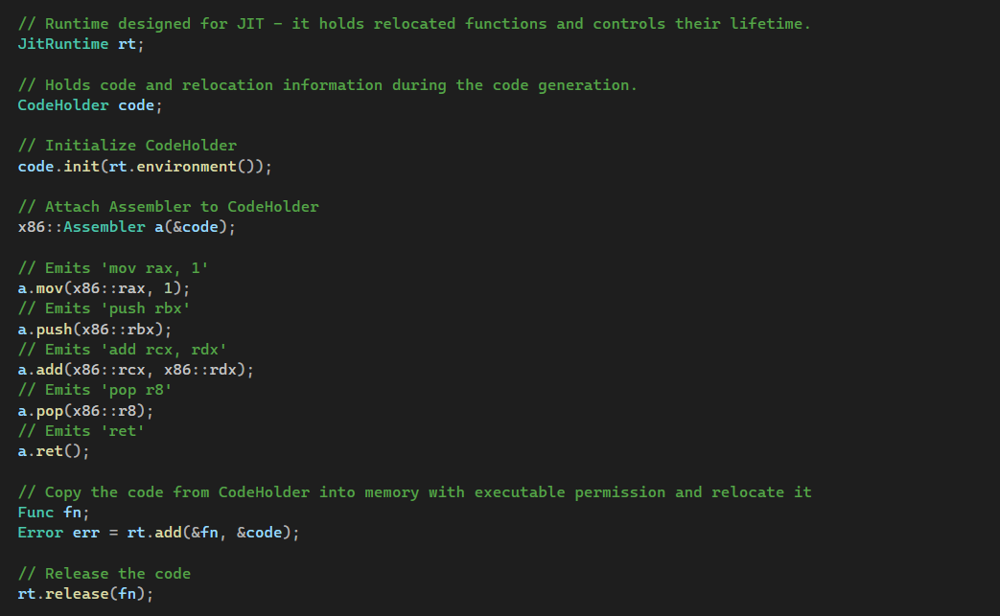 // Runtime designed for JIT – it holds relocated functions and controls their lifetime.
JitRuntime rt;
// Holds code and relocation information during the code generation.
CodeHolder code;
// Initialize CodeHolder
code.init(rt.environment());
// Attach Assembler to CodeHolder
x86::Assembler a(&code);
// Emits 'mov rax, 1'
a.mov(x86::rax, 1);
// Emits 'push rbx'
a.push(x86::rbx);
// Emits 'add rcx, rdx'
a.add(x86::rcx, x86::rdx);
// Emits 'pop r8'
a.pop(x86::r8);
// Emits 'ret'
a.ret();
// Copy the code from CodeHolder into memory with executable permission and relocate it
Func fn;
Error err = rt.add(&fn, &code);
// Release the code
rt.release(fn);